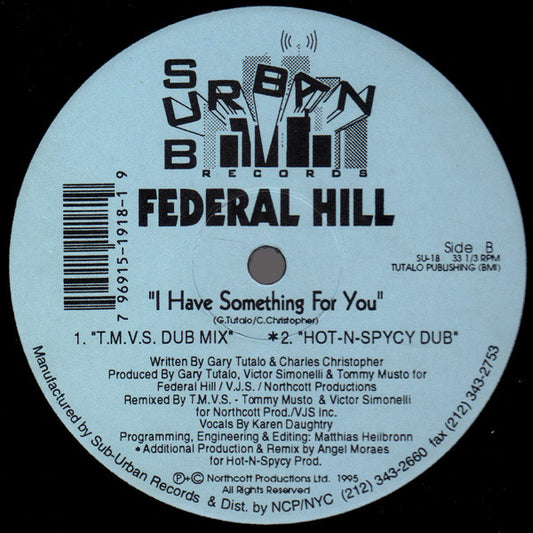 SUB
URBAN
RECORDS
FEDERAL HILL
7 96915-1918-1 9
Side B
SU-18 33 1/3 RPM
TUTALO PUBLISHING (BMI)
"I Have Something For You"
(G.Tutalo/C.Christopher)
1. "T.M.V.S. DUB MIX" *2. "HOT-N-SPYCY DUB"
Written By Gary Tutalo & Charles Christopher
Produced By Gary Tutalo, Victor Simonelli & Tommy Musto for
Federal Hill / V.J.S. / Northcott Productions
Remixed By T.M.V.S. - Tommy Musto & Victor Simonelli
for Northcott Prod./VJS Inc.
Vocals By Karen Daughtry
Programming, Engineering & Editing: Matthias Heilbronn
* Additional Production & Remix by Angel Moraes
for Hot-N-Spycy Prod.
℗+© Northcott Productions Ltd. 1995
All Rights Reserved
Manufactured by Sub-Urban Records & Dist. by NCP/NYC (212) 343-2660 fax (212) 343-2753